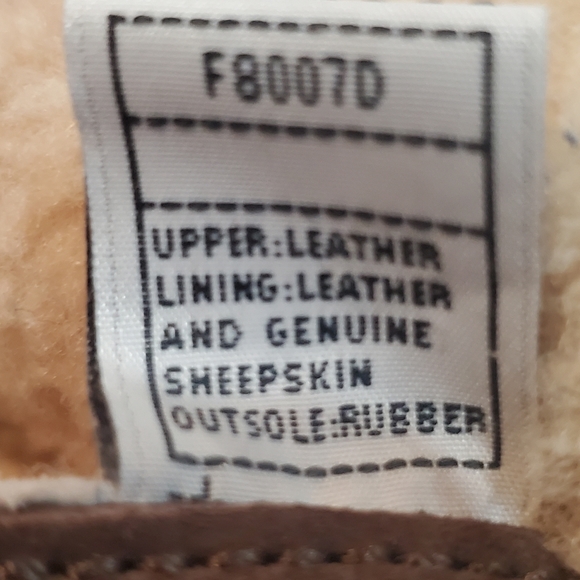 F8007D
UPPER:LEATHER
LINING:LEATHER
AND GENUINE
SHEEPSKIN
OUTSOLE:RUBBER